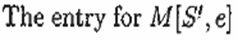 The entry for M[S', e]